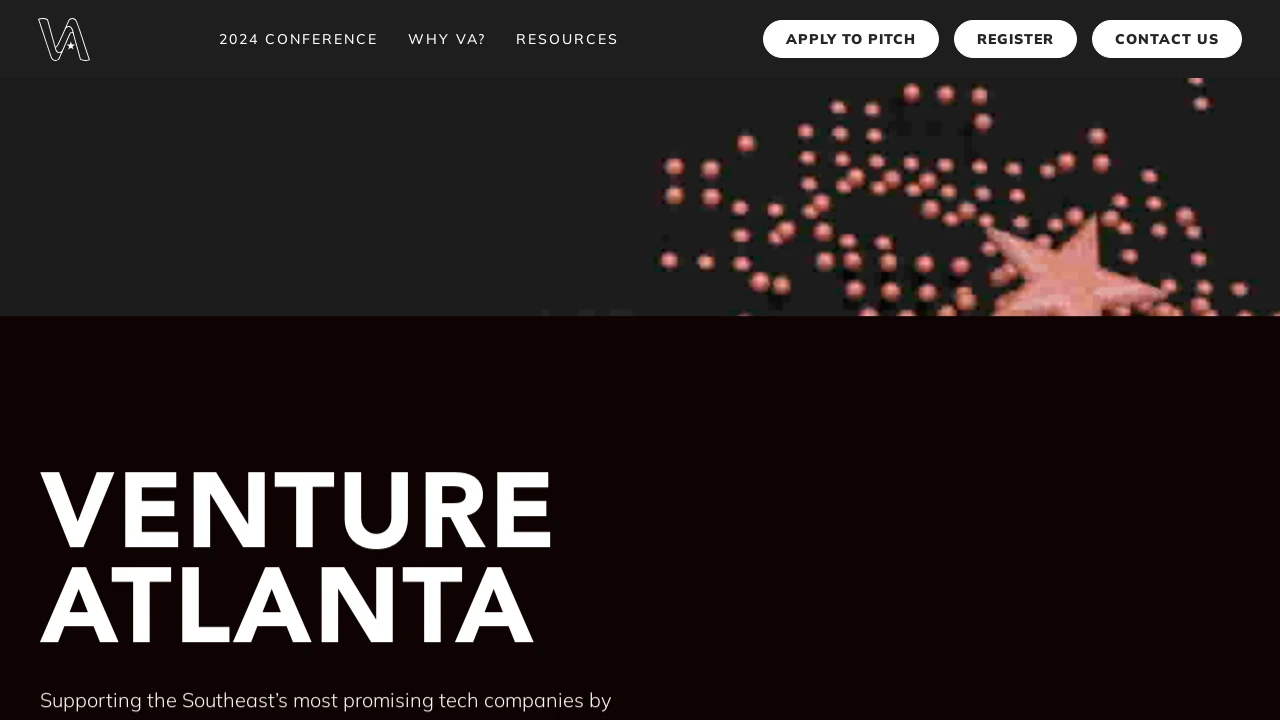 2024 CONFERENCE WHY VA? RESOURCES APPLY TO PITCH REGISTER CONTACT US
VENTURE
ATLANTA
Supporting the Southeast’s most promising tech companies by